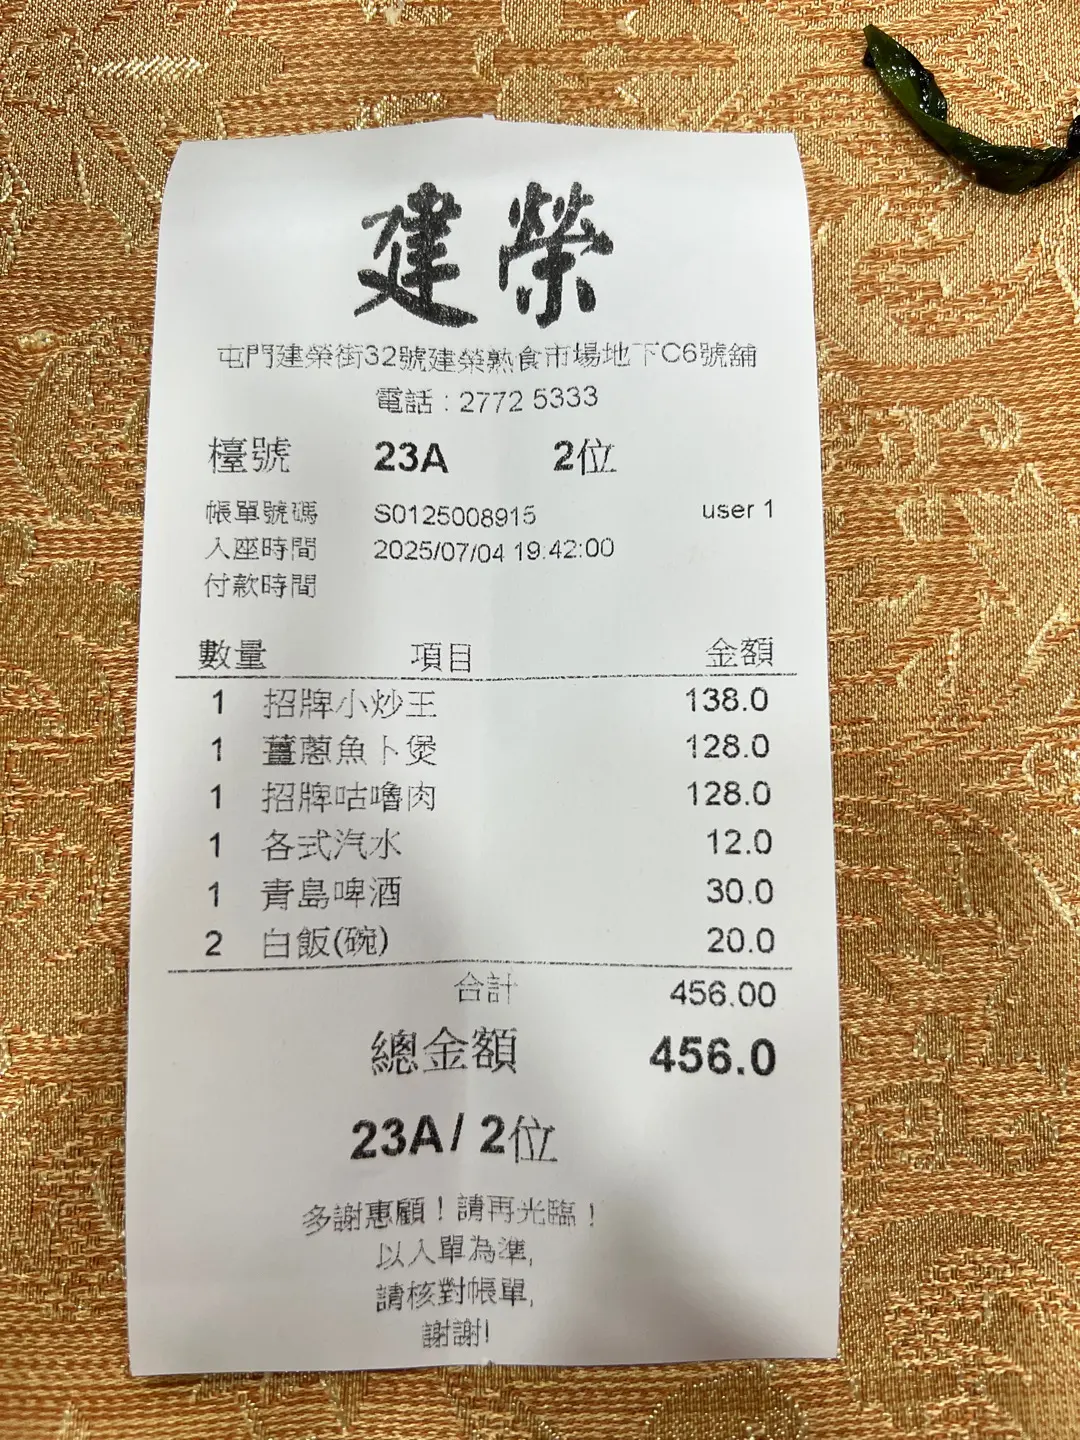 建榮
屯門建榮街32號建榮熟食市場地下C6號舖
電話 : 2772 5333
檯號 23A 2位
帳單號碼 S0125008915 user 1
入座時間 2025/07/04 19:42:00
付款時間
數量 項目 金額
1 招牌小炒王 138.0
1 薑蔥魚卜煲 128.0
1 招牌咕嚕肉 128.0
1 各式汽水 12.0
1 青島啤酒 30.0
2 白飯(碗) 20.0
合計 456.00
總金額 456.0
23A / 2位
多謝惠顧！請再光臨！
以入單為準,
請核對帳單,
謝謝!